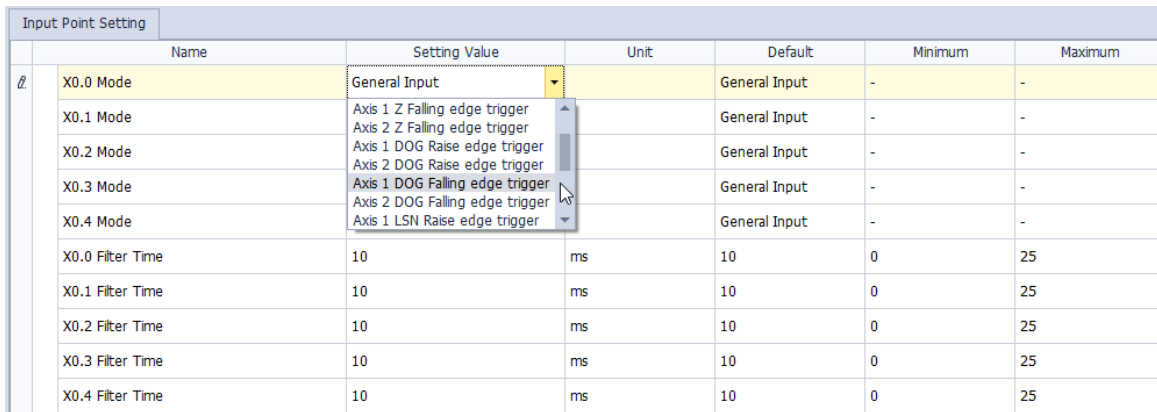 Input Point Setting
Name Setting Value Unit Default Minimum Maximum
X0.0 Mode General Input General Input - -
Axis 1 Z Falling edge trigger
X0.1 Mode General Input - -
Axis 2 Z Falling edge trigger
Axis 1 DOG Raise edge trigger
X0.2 Mode General Input - -
Axis 2 DOG Raise edge trigger
Axis 1 DOG Falling edge trigger
X0.3 Mode General Input - -
Axis 2 DOG Falling edge trigger
Axis 1 LSN Raise edge trigger
X0.4 Mode General Input - -
X0.0 Filter Time 10 ms 10 0 25
X0.1 Filter Time 10 ms 10 0 25
X0.2 Filter Time 10 ms 10 0 25
X0.3 Filter Time 10 ms 10 0 25
X0.4 Filter Time 10 ms 10 0 25